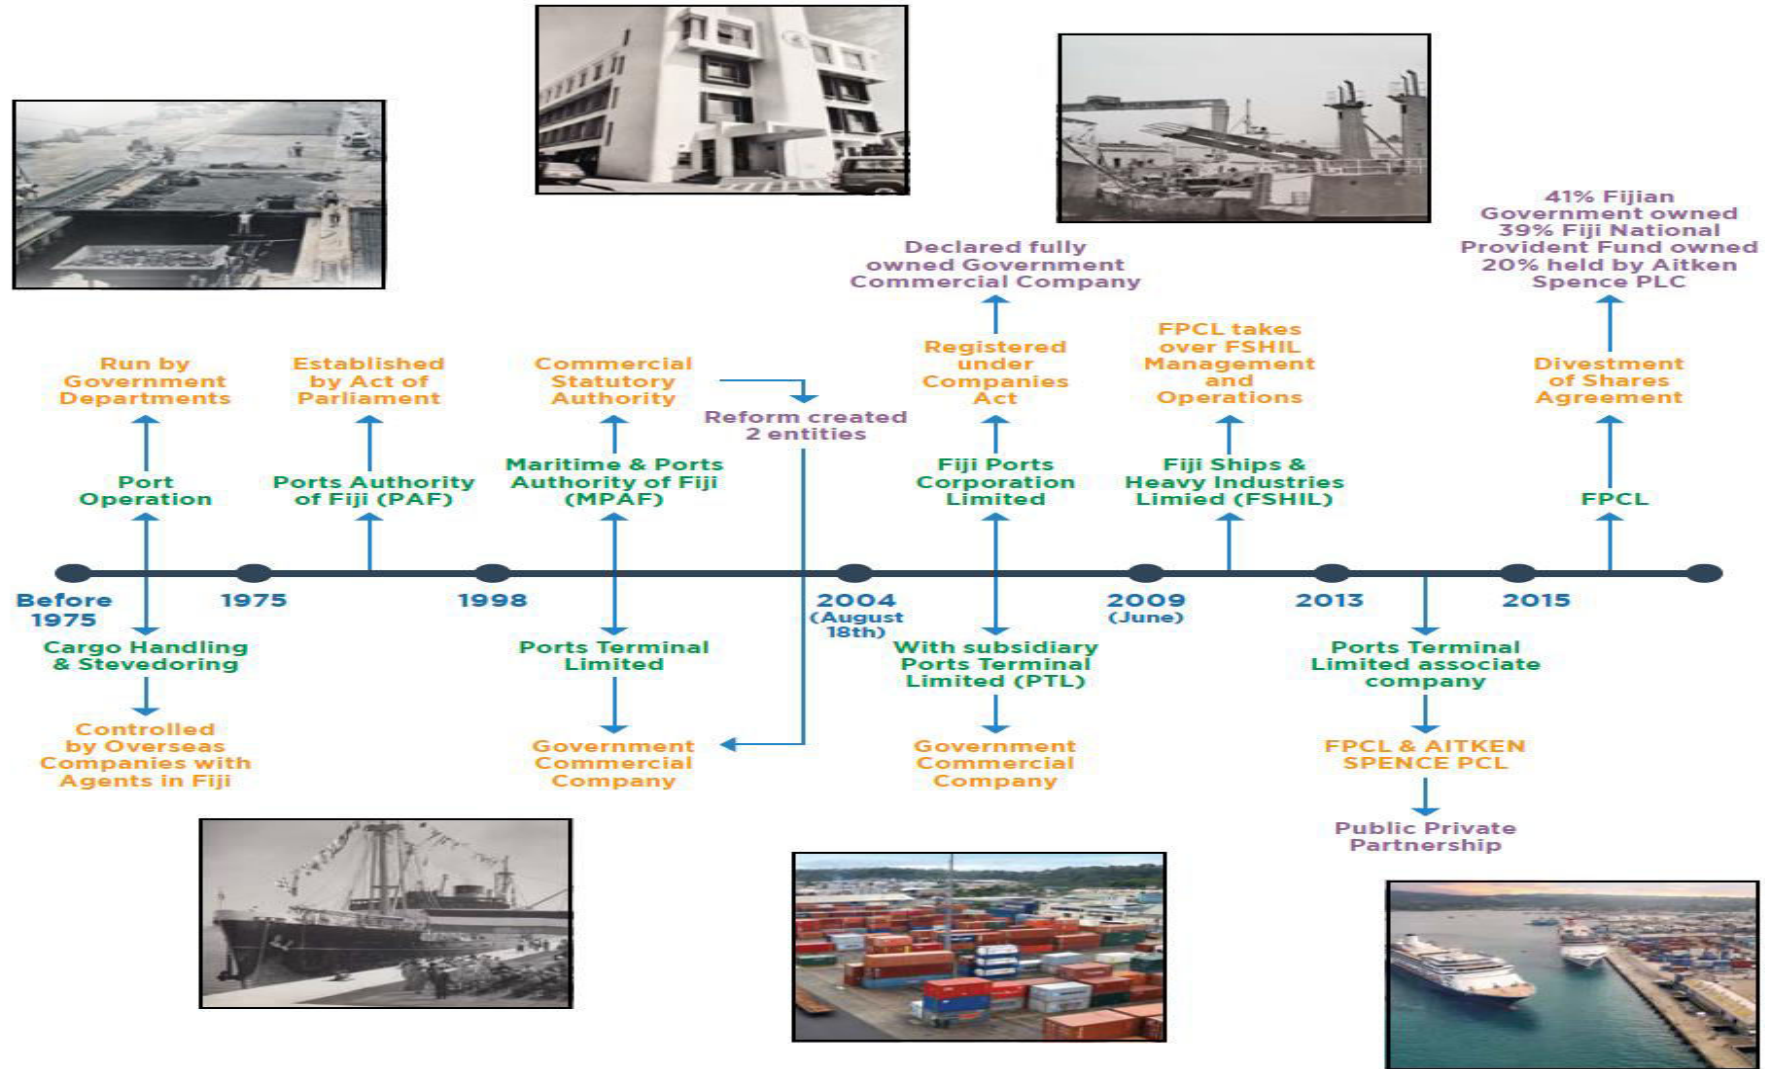 41% Fijian
Government owned
39% Fiji National
Provident Fund owned
20% held by Aitken
Spence PLC
Declared fully
owned Government
Commercial Company
Run by
Government
Departments
Established
by Act of
Parliament
Commercial
Statutory
Authority
Reform created
2 entities
Registered
under
Companies
Act
FPCL takes
over FSHIL
Management
and
Operations
Divestment
of Shares
Agreement
Port
Operation
Ports Authority
of Fiji (PAF)
Maritime & Ports
Authority of Fiji
(MPAF)
Fiji Ports
Corporation
Limited
Fiji Ships &
Heavy Industries
Limied (FSHIL)
FPCL
Before
1975
1975
1998
2004
(August
18th)
2009
(June)
2013
2015
Cargo Handling
& Stevedoring
Ports Terminal
Limited
With subsidiary
Ports Terminal
Limited (PTL)
Ports Terminal
Limited associate
company
Controlled
by Overseas
Companies with
Agents in Fiji
Government
Commercial
Company
Government
Commercial
Company
FPCL & AITKEN
SPENCE PCL
Public Private
Partnership